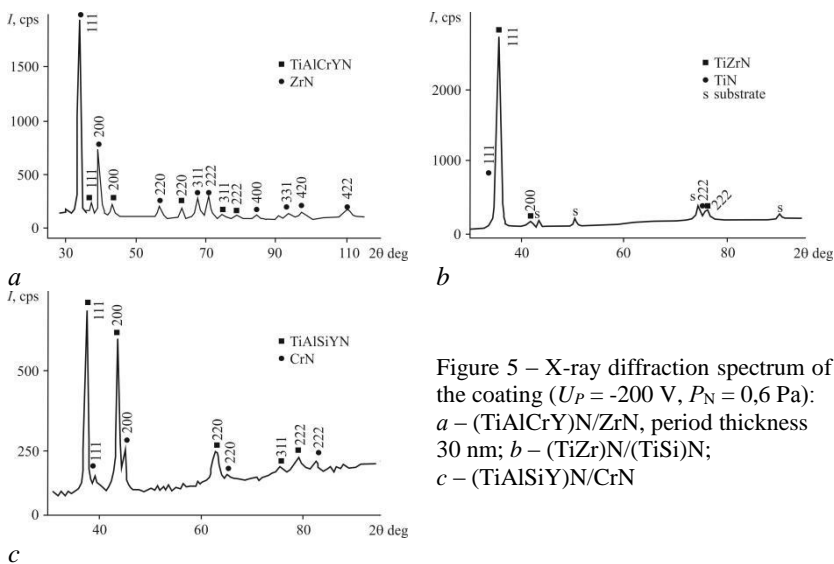 I, cps
111
■ TiAlCrYN
● ZrN
1500
1000
500
0
200
111
200
220
220
311
222
311
222
400
331
420
422
30
50
70
90
110
2θ deg
a
I, cps
111
■ TiZrN
● TiN
s substrate
2000
1000
0
111
200
s
s
s
222
222
s
40
60
80
2θ deg
b
I, cps
111
200
■ TiAlSiYN
● CrN
500
250
0
111
200
220
220
311
222
222
40
60
80
2θ deg
c
Figure 5 – X-ray diffraction spectrum of
the coating (U_P = -200 V, P_N = 0,6 Pa):
a – (TiAlCrY)N/ZrN, period thickness
30 nm; b – (TiZr)N/(TiSi)N;
c – (TiAlSiY)N/CrN